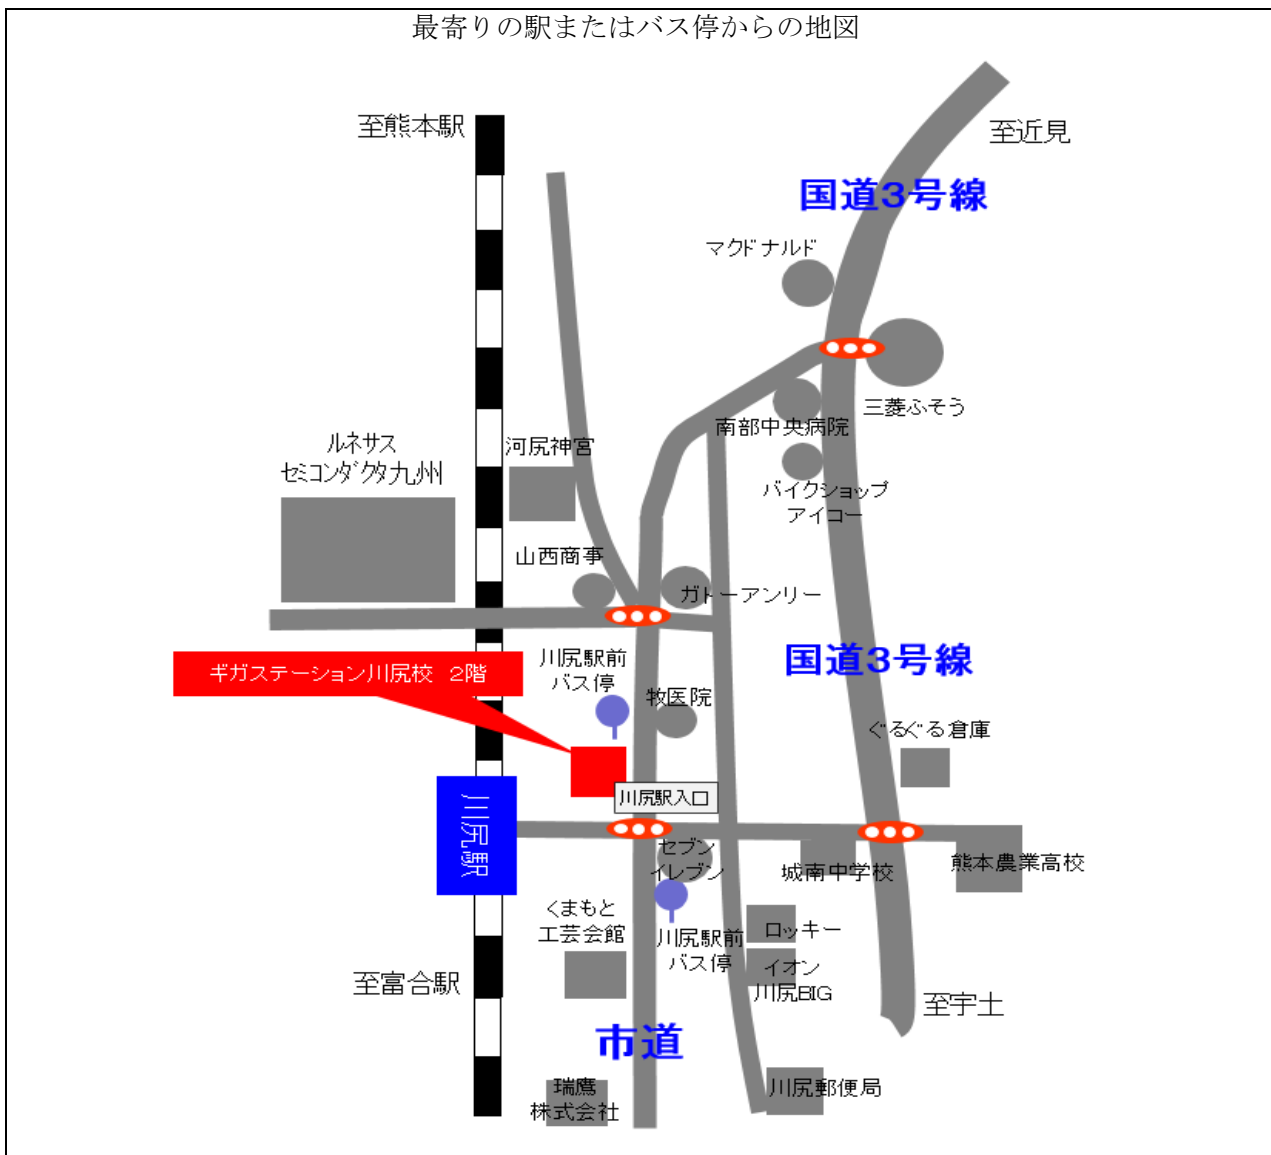 最寄りの駅またはバス停からの地図
至熊本駅
至近見
国道3号線
マクドナルド
三菱ふそう
南部中央病院
ルネサス
セミコンダクタ九州
河尻神宮
バイクショップ
アイコー
山西商事
ガトーアンリー
川尻駅前
バス停
国道3号線
ギガステーション川尻校 2階
牧医院
ぐるぐる倉庫
川尻駅入口
川尻駅
セブン
イレブン
城南中学校
熊本農業高校
くまもと
工芸会館
川尻駅前
バス停
ロッキー
イオン
川尻BIG
至富合駅
至宇土
市道
瑞鷹
株式会社
川尻郵便局